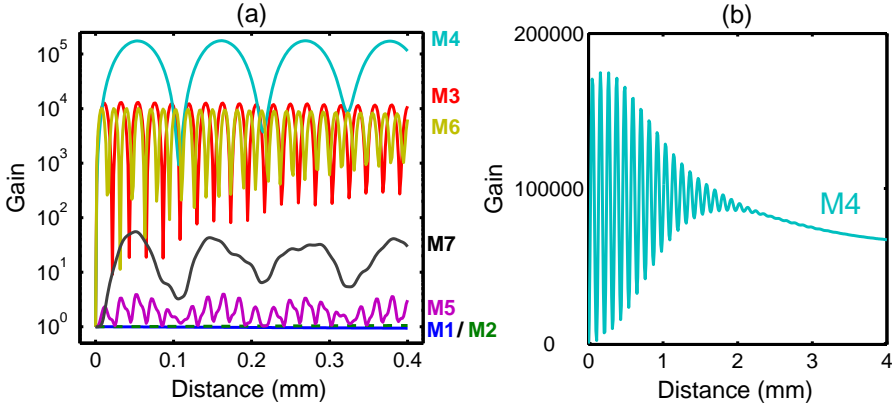 (a)
(b)
Gain
10^5
10^4
10^3
10^2
10^1
10^0
0
0.1
0.2
0.3
0.4
Distance (mm)
M4
M3
M6
M7
M5
M1/M2
Gain
200000
100000
0
0
1
2
3
4
Distance (mm)
M4